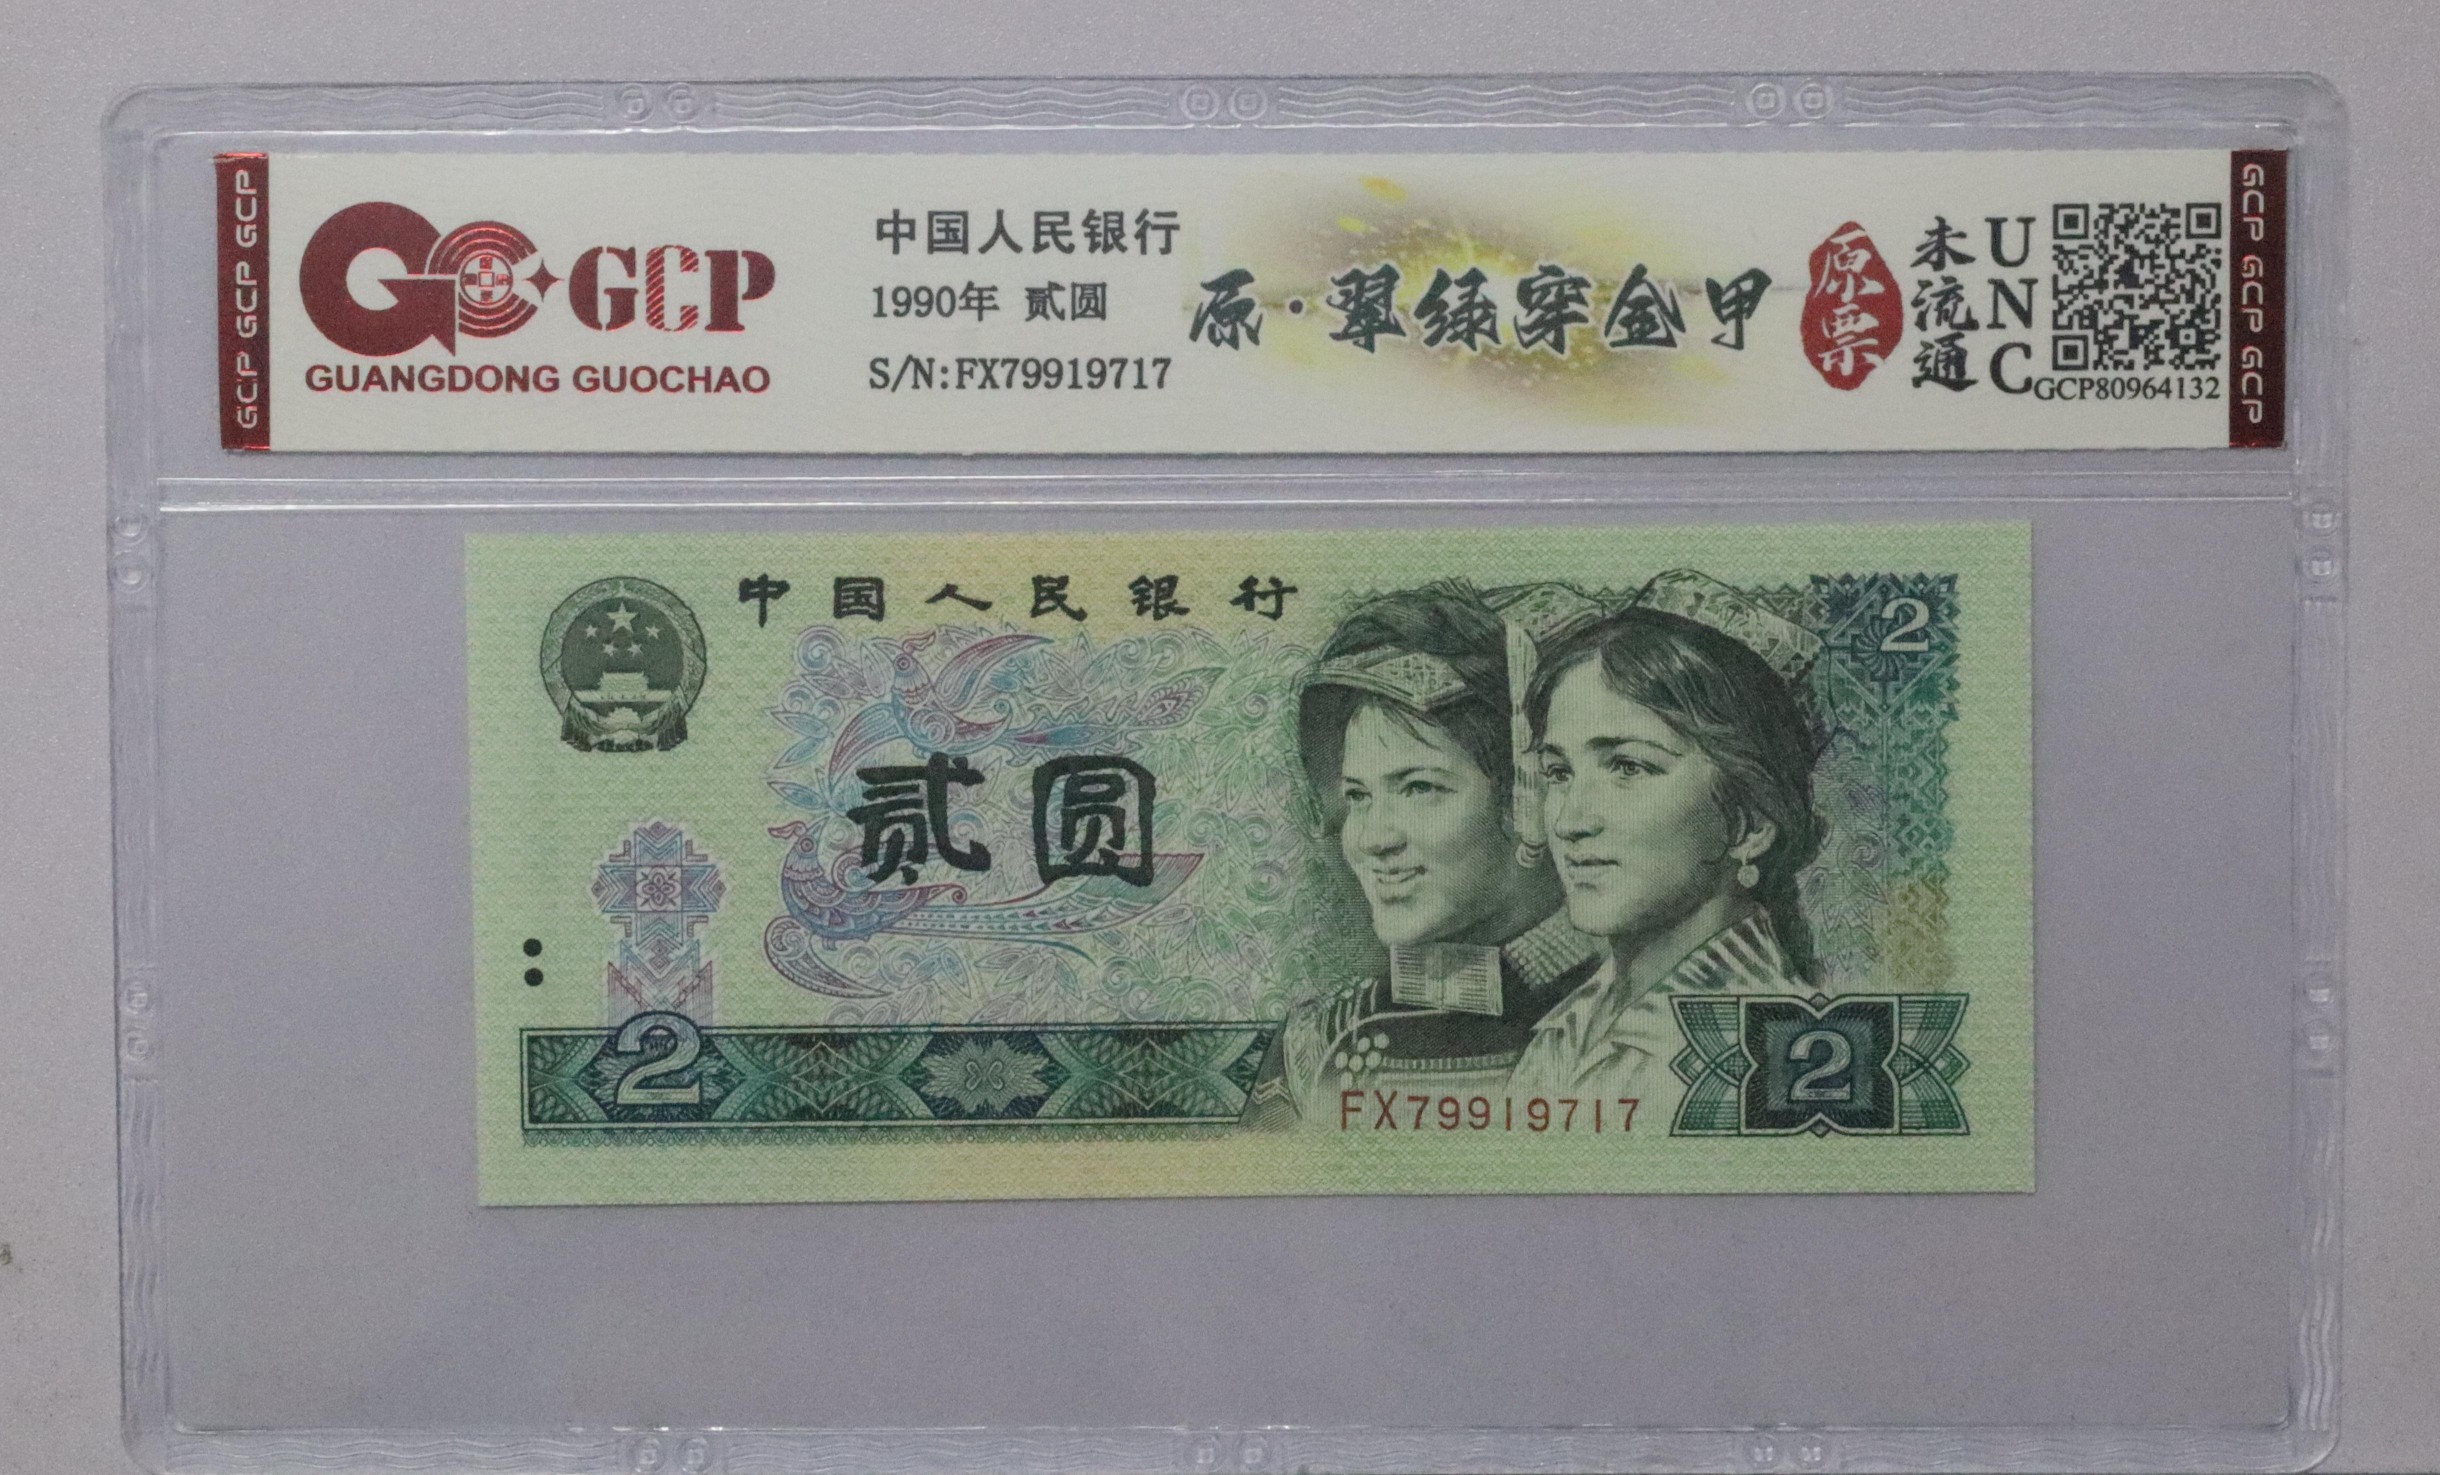 GCP GCP GCP
GCP
GUANGDONG GUOCHAO
中国人民银行
1990年 贰圆
S/N:FX79919717
原·翠绿穿金甲
原票
未流通
UNC
GCP80964132
GCP GCP GCP
中国人民银行
2
贰圆
2
FX79919717
2